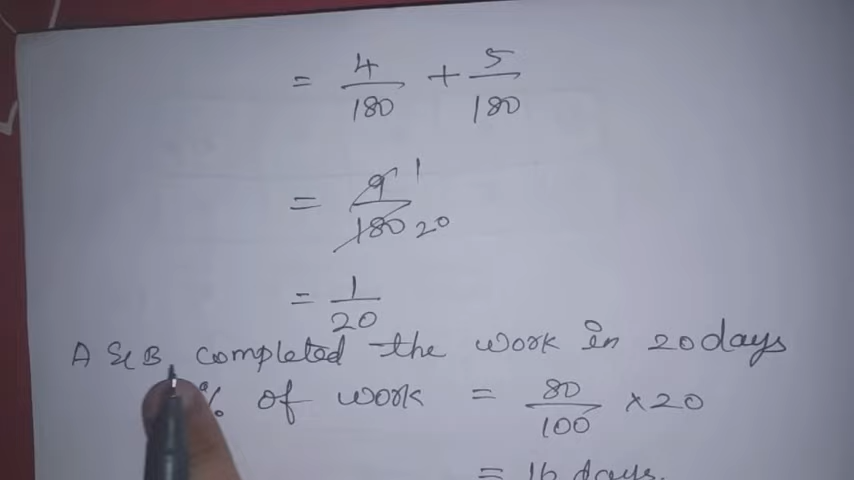 = 4/180 + 5/180
= 9/180 1 20
= 1/20
A & B completed the work in 20 days
% of work = 80/100 × 20
= 16 days.